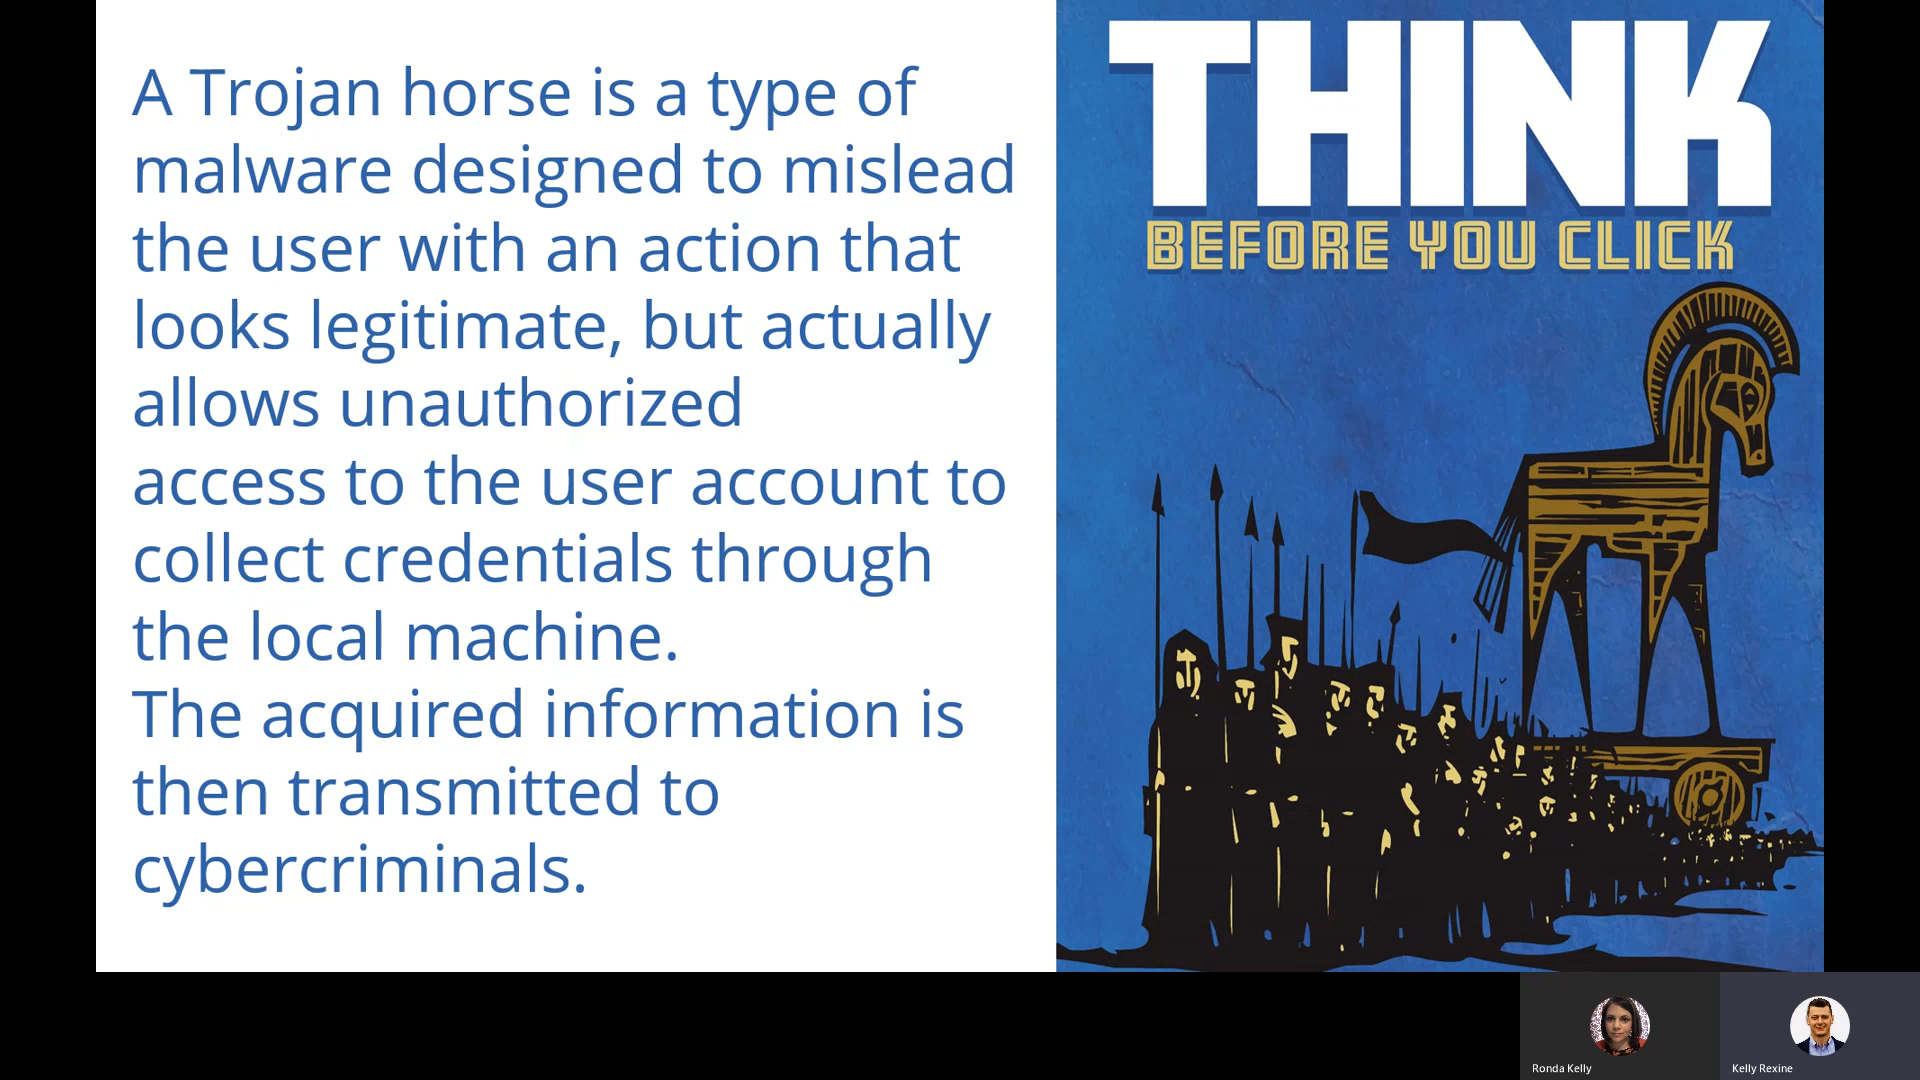 A Trojan horse is a type of
malware designed to mislead
the user with an action that
looks legitimate, but actually
allows unauthorized
access to the user account to
collect credentials through
the local machine.
The acquired information is
then transmitted to
cybercriminals.
THINK
BEFORE YOU CLICK
Ronda Kelly
Kelly Rexine